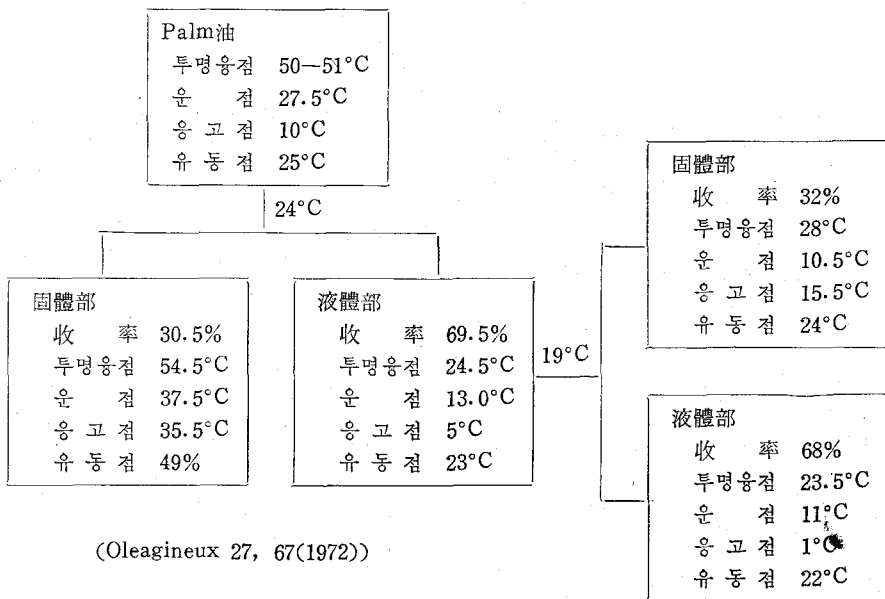 Palm油
투명융점 50—51°C
운 점 27.5°C
응 고 점 10°C
유 동 점 25°C
24°C
固體部
收 率 30.5%
투명융점 54.5°C
운 점 37.5°C
응 고 점 35.5°C
유 동 점 49%
液體部
收 率 69.5%
투명융점 24.5°C
운 점 13.0°C
응 고 점 5°C
유 동 점 23°C
19°C
固體部
收 率 32%
투명융점 28°C
운 점 10.5°C
응 고 점 15.5°C
유 동 점 24°C
液體部
收 率 68%
투명융점 23.5°C
운 점 11°C
응 고 점 1°C
유 동 점 22°C
(Oleagineux 27, 67(1972))